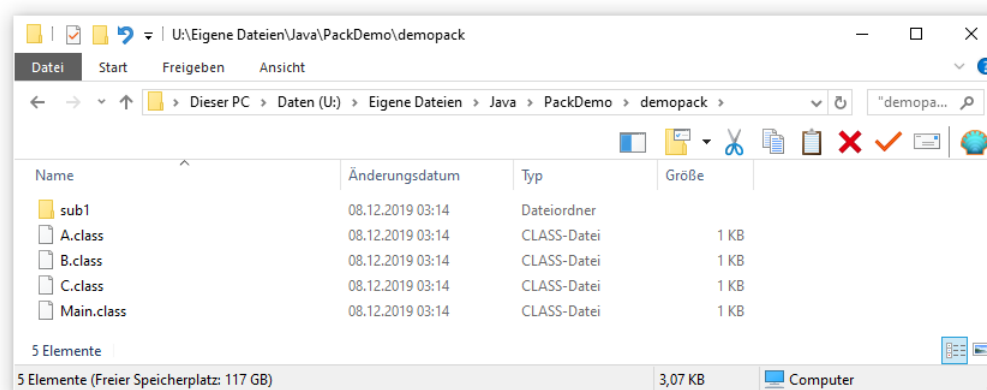 U:\Eigene Dateien\Java\PackDemo\demopack
Datei Start Freigeben Ansicht
Dieser PC > Daten (U:) > Eigene Dateien > Java > PackDemo > demopack > "demopa...
Name Änderungsdatum Typ Größe
sub1 08.12.2019 03:14 Dateiordner
A.class 08.12.2019 03:14 CLASS-Datei 1 KB
B.class 08.12.2019 03:14 CLASS-Datei 1 KB
C.class 08.12.2019 03:14 CLASS-Datei 1 KB
Main.class 08.12.2019 03:14 CLASS-Datei 1 KB
5 Elemente
5 Elemente (Freier Speicherplatz: 117 GB) 3,07 KB Computer